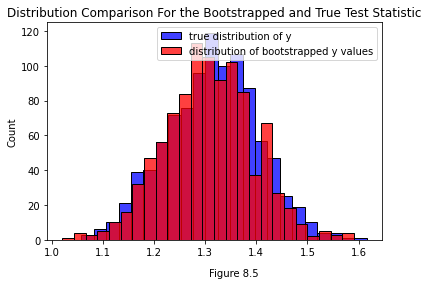 Distribution Comparison For the Bootstrapped and True Test Statistic
true distribution of y
distribution of bootstrapped y values
120
100
80
60
40
20
0
Count
1.0 1.1 1.2 1.3 1.4 1.5 1.6
Figure 8.5